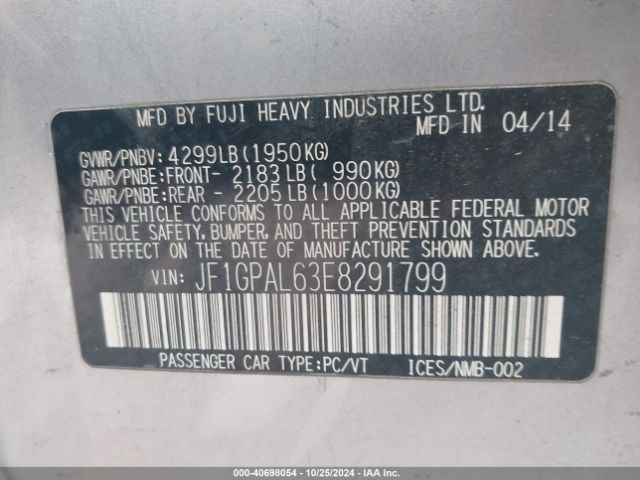 MFD BY FUJI HEAVY INDUSTRIES LTD.
MFD IN 04/14
GVWR/PNBV: 4299LB(1950KG)
GAWR/PNBE:FRONT- 2183LB( 990KG)
GAWR/PNBE:REAR - 2205LB(1000KG)
THIS VEHICLE CONFORMS TO ALL APPLICABLE FEDERAL MOTOR
VEHICLE SAFETY, BUMPER, AND THEFT PREVENTION STANDARDS
IN EFFECT ON THE DATE OF MANUFACTURE SHOWN ABOVE.
VIN: JF1GPAL63E8291799
PASSENGER CAR TYPE:PC/VT ICES/NMB-002
©-40698054 - 10/25/2024 - IAA Inc.